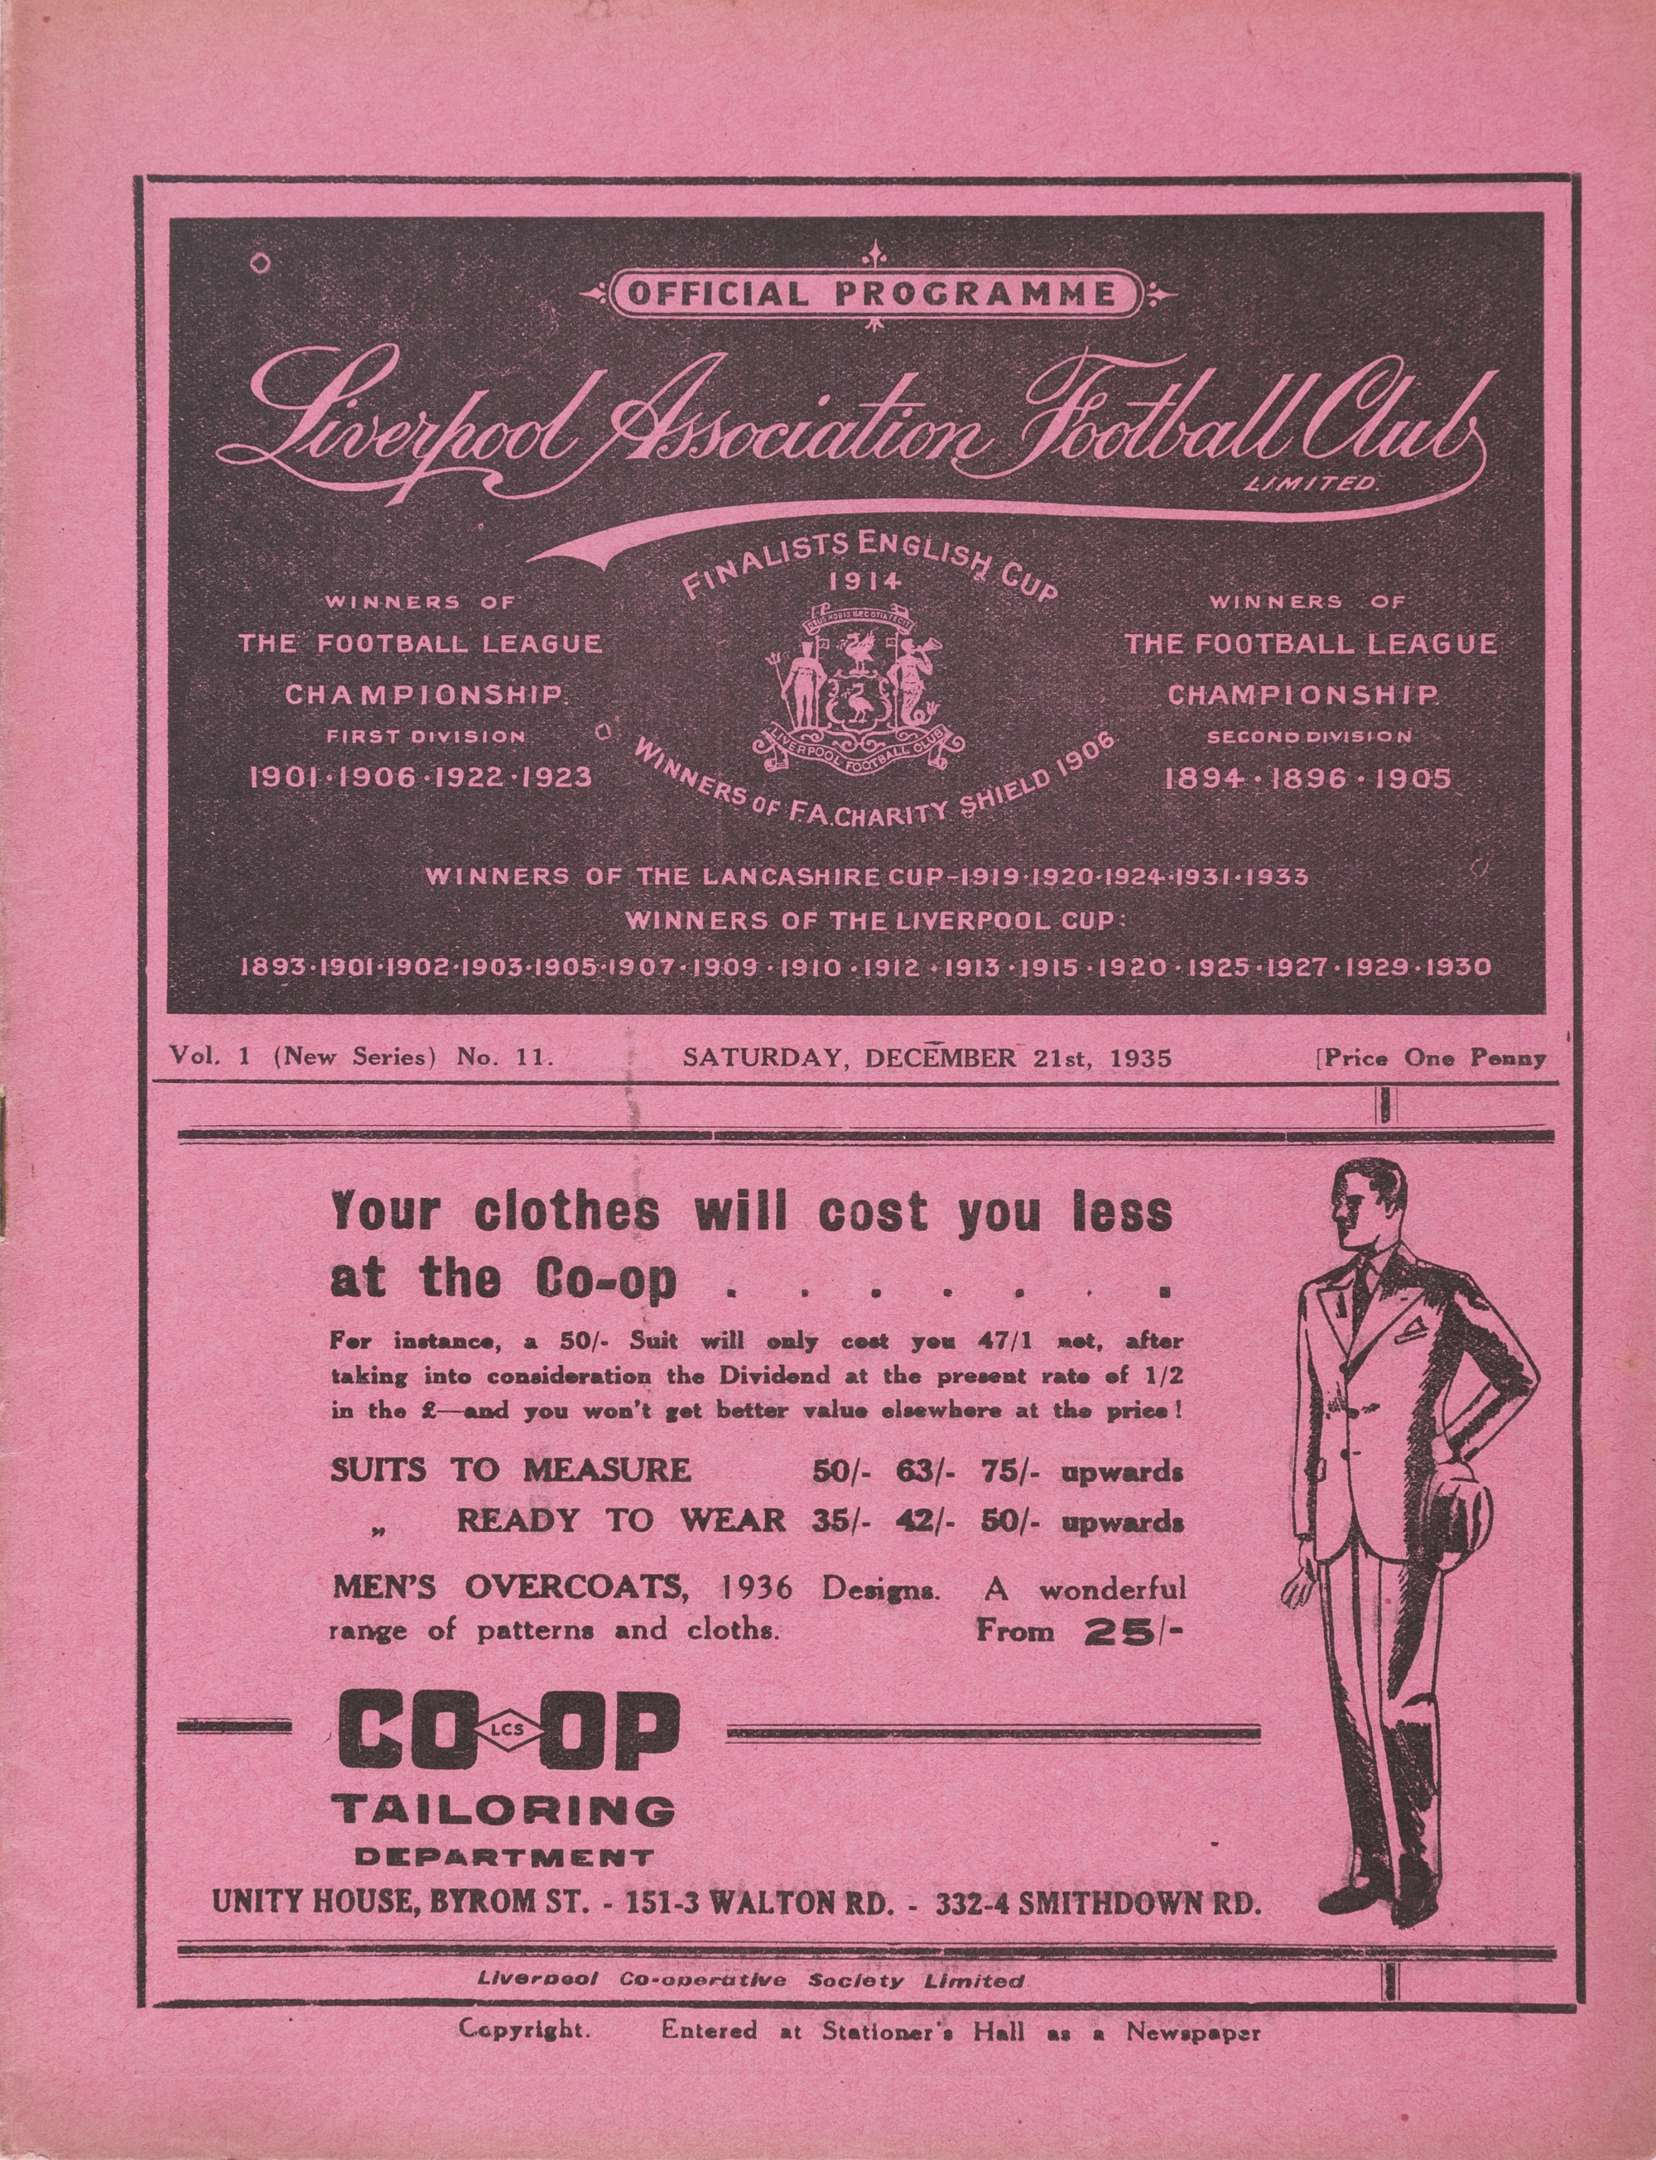 OFFICIAL PROGRAMME
Liverpool Association Football Club
LIMITED.
FINALISTS ENGLISH CUP
1914
WINNERS OF
THE FOOTBALL LEAGUE
CHAMPIONSHIP.
FIRST DIVISION
1901·1906·1922·1923
LIVERPOOL FOOTBALL CLUB
WINNERS OF F.A. CHARITY SHIELD 1906
WINNERS OF
THE FOOTBALL LEAGUE
CHAMPIONSHIP.
SECOND DIVISION
1894·1896·1905
WINNERS OF THE LANCASHIRE CUP-1919·1920·1924·1931·1933
WINNERS OF THE LIVERPOOL CUP:
1893·1901·1902·1903·1905·1907·1909·1910·1912·1913·1915·1920·1925·1927·1929·1930
Vol. 1 (New Series) No. 11. SATURDAY, DECEMBER 21st, 1935 [Price One Penny
Your clothes will cost you less
at the Co-op . . . . . . .
For instance, a 50/- Suit will only cost you 47/1 net, after
taking into consideration the Dividend at the present rate of 1/2
in the £—and you won't get better value elsewhere at the price!
SUITS TO MEASURE 50/- 63/- 75/- upwards
„ READY TO WEAR 35/- 42/- 50/- upwards
MEN'S OVERCOATS, 1936 Designs. A wonderful
range of patterns and cloths. From 25/-
CO LCS OP
TAILORING
DEPARTMENT
UNITY HOUSE, BYROM ST. - 151-3 WALTON RD. - 332-4 SMITHDOWN RD.
Liverpool Co-operative Society Limited
Copyright. Entered at Stationer's Hall as a Newspaper